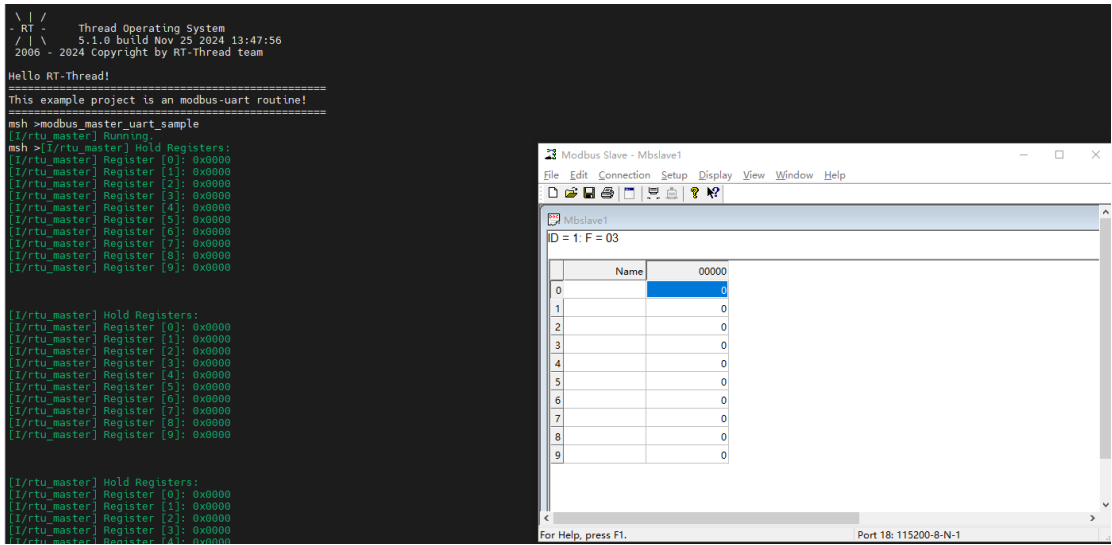 \ | /
- RT -     Thread Operating System
/ | \     5.1.0 build Nov 25 2024 13:47:56
2006 - 2024 Copyright by RT-Thread team
Hello RT-Thread!
==================================================
This example project is an modbus-uart routine!
==================================================
msh >modbus_master_uart_sample
[I/rtu_master] Running.
msh >[I/rtu_master] Hold Registers:
[I/rtu_master] Register [0]: 0x0000
[I/rtu_master] Register [1]: 0x0000
[I/rtu_master] Register [2]: 0x0000
[I/rtu_master] Register [3]: 0x0000
[I/rtu_master] Register [4]: 0x0000
[I/rtu_master] Register [5]: 0x0000
[I/rtu_master] Register [6]: 0x0000
[I/rtu_master] Register [7]: 0x0000
[I/rtu_master] Register [8]: 0x0000
[I/rtu_master] Register [9]: 0x0000
[I/rtu_master] Hold Registers:
[I/rtu_master] Register [0]: 0x0000
[I/rtu_master] Register [1]: 0x0000
[I/rtu_master] Register [2]: 0x0000
[I/rtu_master] Register [3]: 0x0000
[I/rtu_master] Register [4]: 0x0000
[I/rtu_master] Register [5]: 0x0000
[I/rtu_master] Register [6]: 0x0000
[I/rtu_master] Register [7]: 0x0000
[I/rtu_master] Register [8]: 0x0000
[I/rtu_master] Register [9]: 0x0000
[I/rtu_master] Hold Registers:
[I/rtu_master] Register [0]: 0x0000
[I/rtu_master] Register [1]: 0x0000
[I/rtu_master] Register [2]: 0x0000
[I/rtu_master] Register [3]: 0x0000
[I/rtu_master] Register [4]: 0x0000
Modbus Slave - Mbslave1
File Edit Connection Setup Display View Window Help
Mbslave1
ID = 1: F = 03
Name 00000
0 0
1 0
2 0
3 0
4 0
5 0
6 0
7 0
8 0
9 0
For Help, press F1. Port 18: 115200-8-N-1